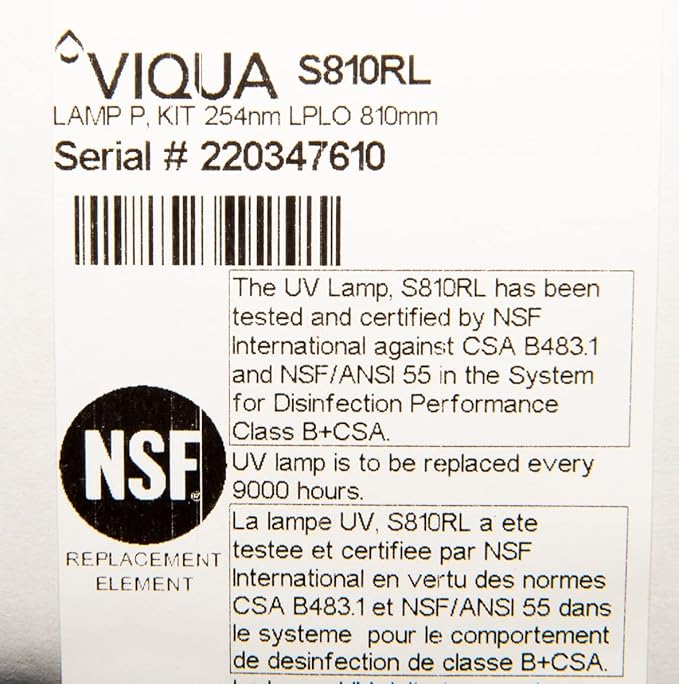 VIQUA S810RL
LAMP P, KIT 254nm LPLO 810mm
Serial # 220347610
The UV Lamp, S810RL has been
tested and certified by NSF
International against CSA B483.1
and NSF/ANSI 55 in the System
for Disinfection Performance
Class B+CSA.
NSF®
REPLACEMENT
ELEMENT
UV lamp is to be replaced every
9000 hours.
La lampe UV, S810RL a ete
testee et certifiee par NSF
International en vertu des normes
CSA B483.1 et NSF/ANSI 55 dans
le systeme pour le comportement
de desinfection de classe B+CSA.